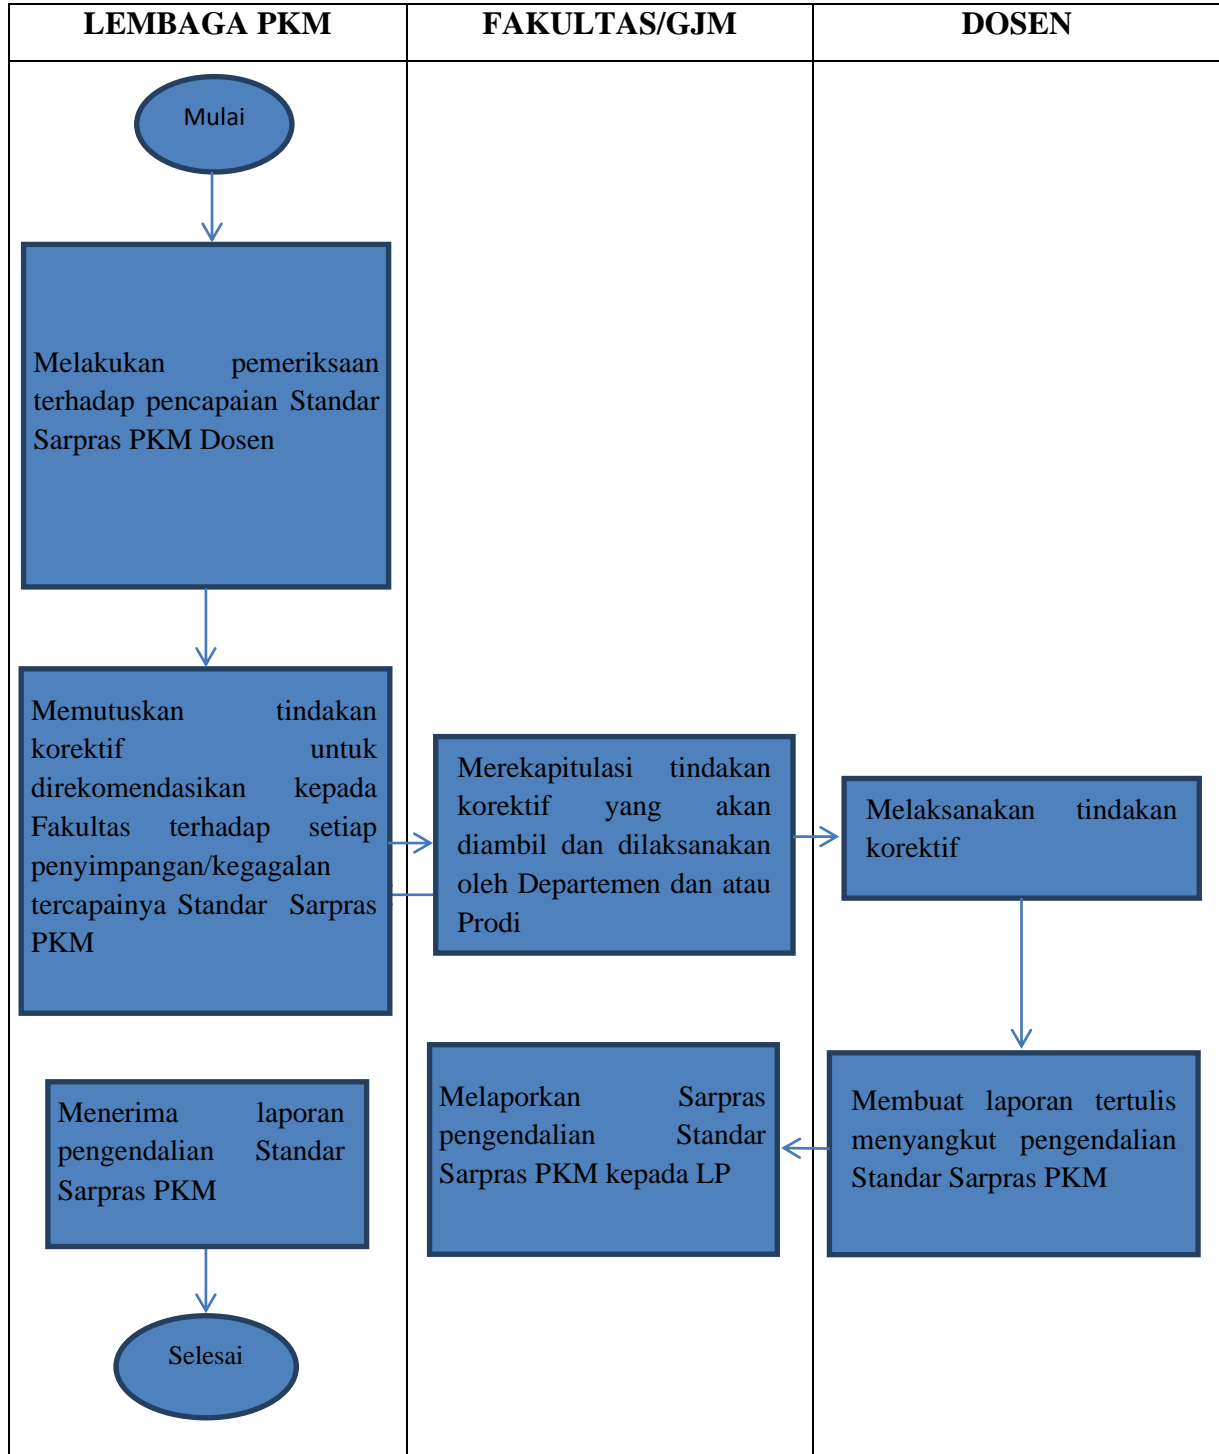 LEMBAGA PKM
FAKULTAS/GJM
DOSEN
Mulai
Melakukan pemeriksaan
terhadap pencapaian Standar
Sarpras PKM Dosen
Memutuskan tindakan
korektif untuk
direkomendasikan kepada
Fakultas terhadap setiap
penyimpangan/kegagalan
tercapainya Standar Sarpras
PKM
Merekapitulasi tindakan
korektif yang akan
diambil dan dilaksanakan
oleh Departemen dan atau
Prodi
Melaksanakan tindakan
korektif
Menerima laporan
pengendalian Standar
Sarpras PKM
Melaporkan Sarpras
pengendalian Standar
Sarpras PKM kepada LP
Membuat laporan tertulis
menyangkut pengendalian
Standar Sarpras PKM
Selesai